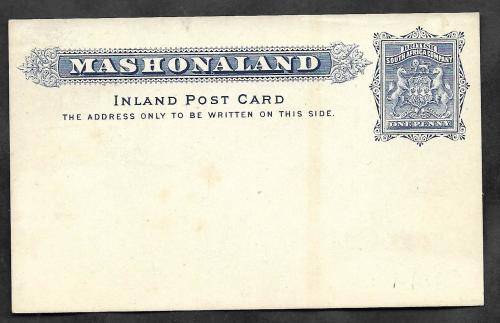 MASHONALAND
INLAND POST CARD
THE ADDRESS ONLY TO BE WRITTEN ON THIS SIDE.
BRITISH
SOUTH AFRICA COMPANY
ONE PENNY